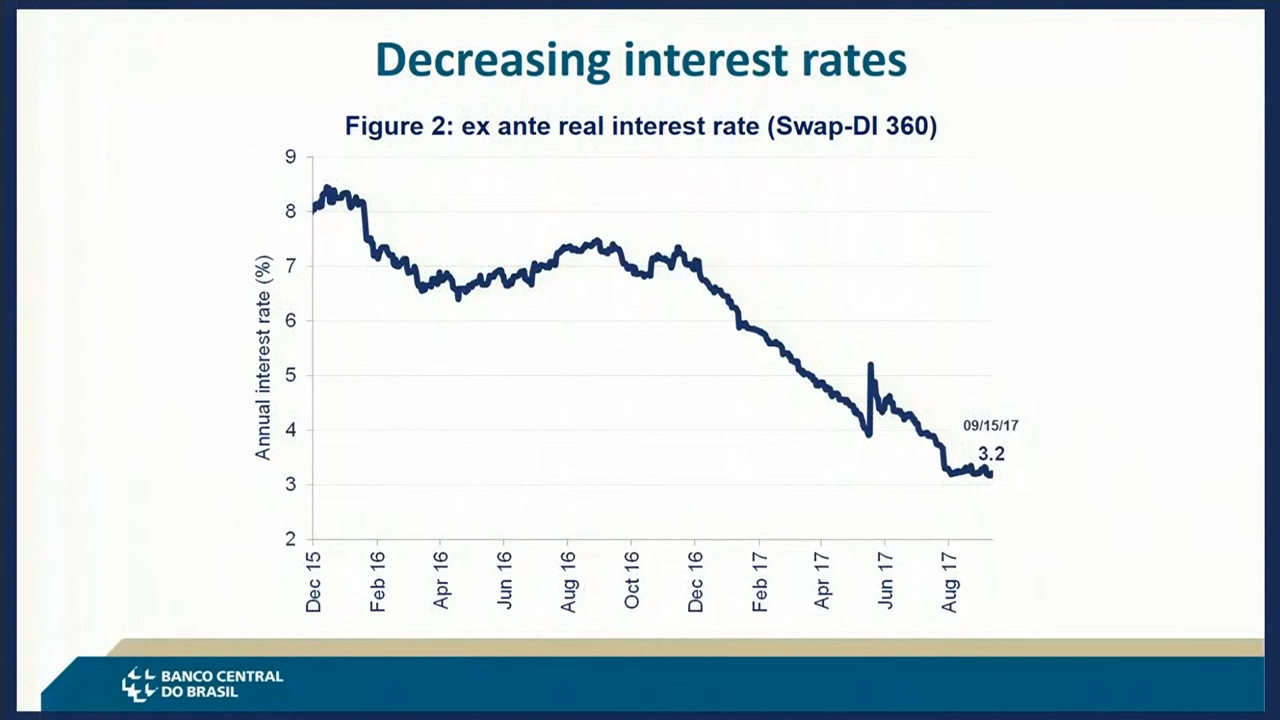 Decreasing interest rates
Figure 2: ex ante real interest rate (Swap-DI 360)
Annual interest rate (%)
9
8
7
6
5
4
3
2
09/15/17
3.2
Dec 15
Feb 16
Apr 16
Jun 16
Aug 16
Oct 16
Dec 16
Feb 17
Apr 17
Jun 17
Aug 17
BANCO CENTRAL
DO BRASIL